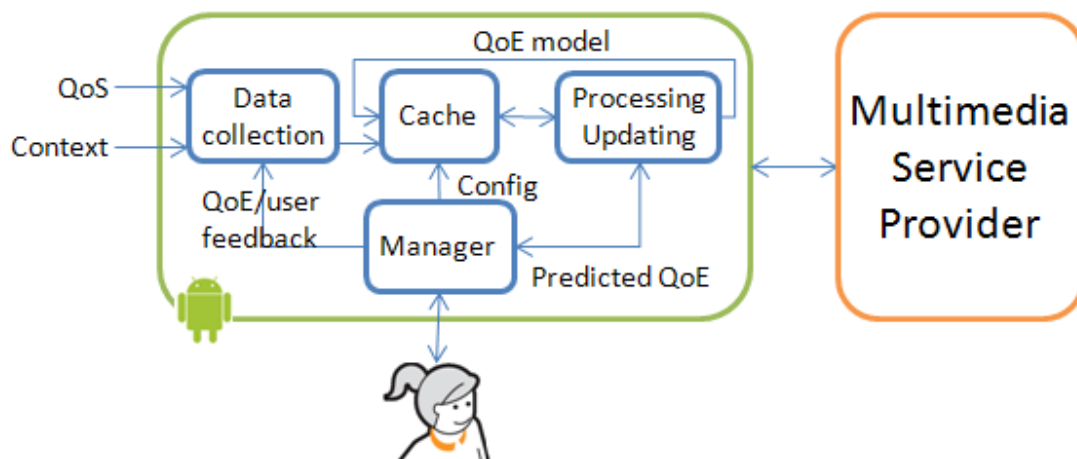 QoE model
QoS
Context
Data
collection
Cache
Processing
Updating
QoE/user
feedback
Config
Manager
Predicted QoE
Multimedia
Service
Provider